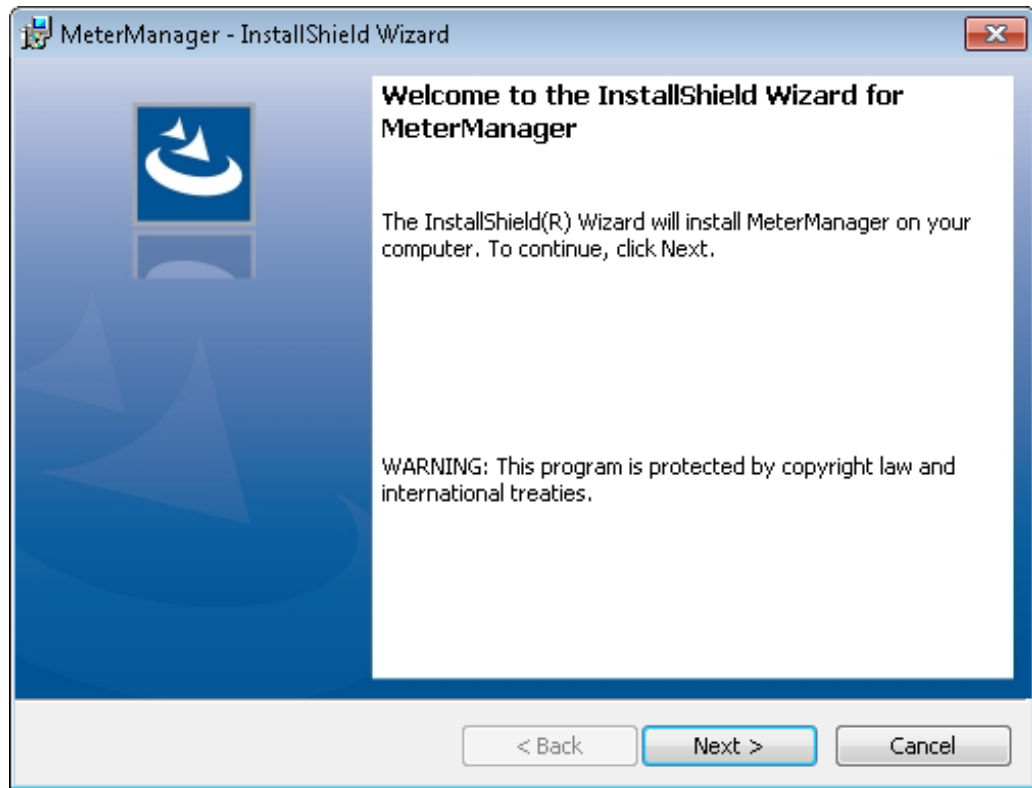 MeterManager - InstallShield Wizard
Welcome to the InstallShield Wizard for
MeterManager
The InstallShield(R) Wizard will install MeterManager on your
computer. To continue, click Next.
WARNING: This program is protected by copyright law and
international treaties.
< Back
Next >
Cancel